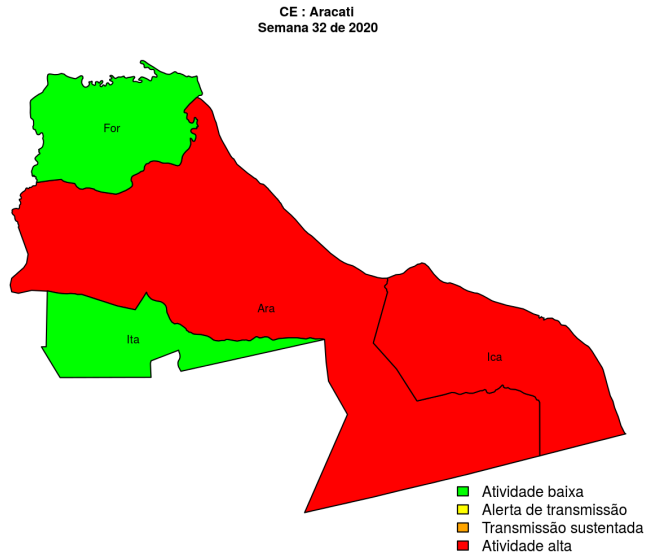 CE : Aracati
Semana 32 de 2020
For
Ara
Ita
Ica
Atividade baixa
Alerta de transmissão
Transmissão sustentada
Atividade alta